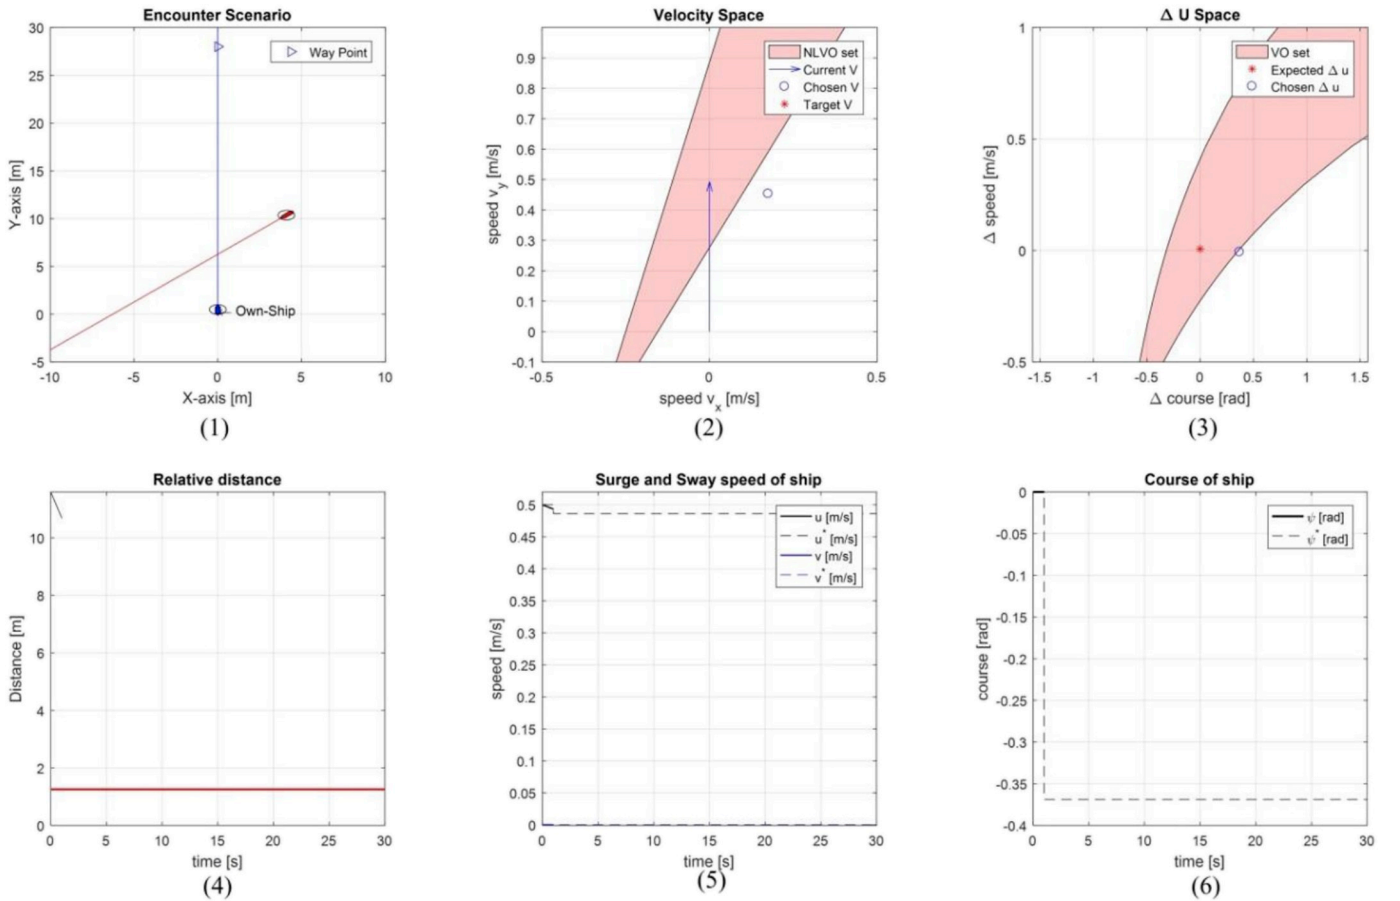 Encounter Scenario
30
25
20
15
10
5
0
-5
-10
-5
0
5
10
Y-axis [m]
X-axis [m]
Way Point
Own-Ship
(1)
Velocity Space
0.9
0.8
0.7
0.6
0.5
0.4
0.3
0.2
0.1
0
-0.1
-0.5
0
0.5
speed v_y [m/s]
speed v_x [m/s]
NLVO set
Current V
Chosen V
Target V
(2)
Δ U Space
1
0.5
0
-0.5
-1.5
-1
-0.5
0
0.5
1
1.5
Δ speed [m/s]
Δ course [rad]
VO set
Expected Δ u
Chosen Δ u
(3)
Relative distance
10
8
6
4
2
0
0
5
10
15
20
25
30
Distance [m]
time [s]
(4)
Surge and Sway speed of ship
0.5
0.45
0.4
0.35
0.3
0.25
0.2
0.15
0.1
0.05
0
0
5
10
15
20
25
30
speed [m/s]
time [s]
u [m/s]
u* [m/s]
v [m/s]
v* [m/s]
(5)
Course of ship
0
-0.05
-0.1
-0.15
-0.2
-0.25
-0.3
-0.35
-0.4
0
5
10
15
20
25
30
course [rad]
time [s]
ψ [rad]
ψ* [rad]
(6)